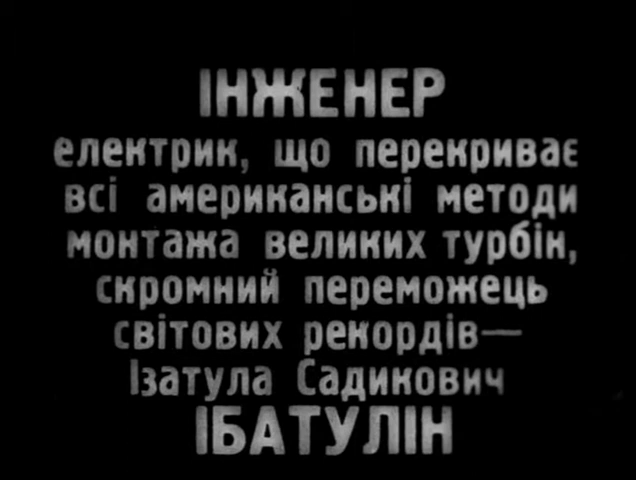 ІНЖЕНЕР
електрик, що перекриває
всі американські методи
монтажа великих турбін,
скромний переможець
світових рекордів—
Ізатула Садикович
ІБАТУЛІН